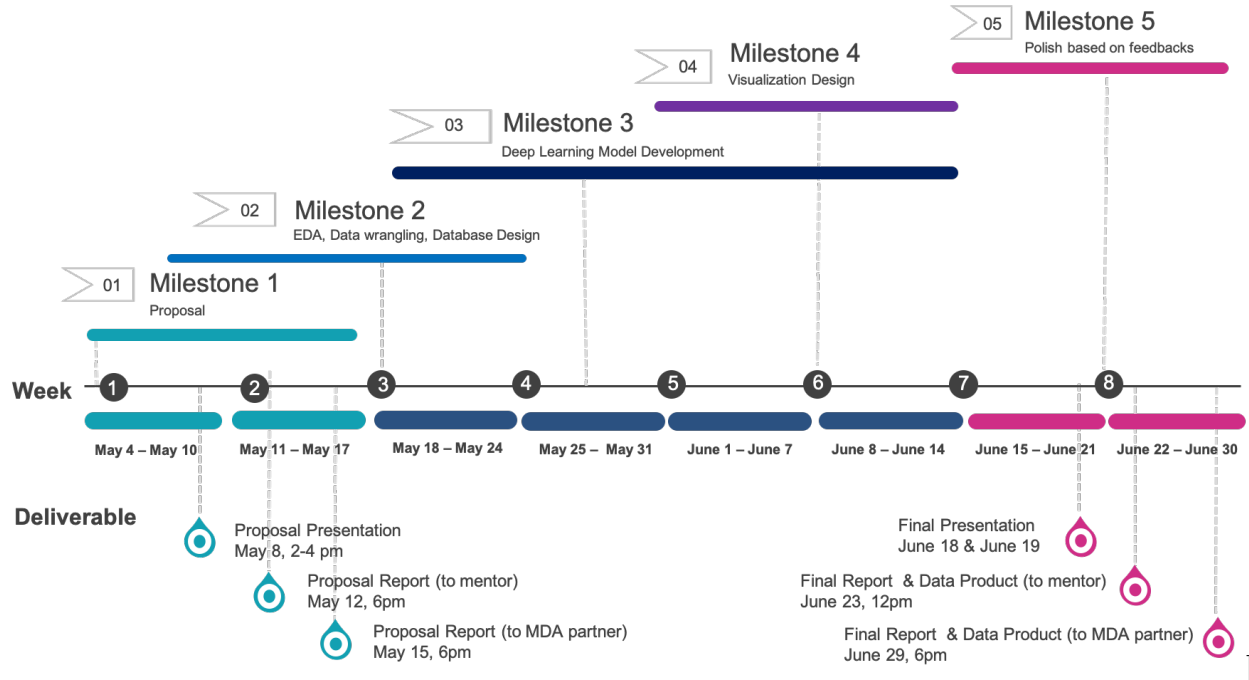 05
Milestone 5
Polish based on feedbacks
04
Milestone 4
Visualization Design
03
Milestone 3
Deep Learning Model Development
02
Milestone 2
EDA, Data wrangling, Database Design
01
Milestone 1
Proposal
Week
1
2
3
4
5
6
7
8
May 4 – May 10
May 11 – May 17
May 18 – May 24
May 25 – May 31
June 1 – June 7
June 8 – June 14
June 15 – June 21
June 22 – June 30
Deliverable
Proposal Presentation
May 8, 2-4 pm
Proposal Report (to mentor)
May 12, 6pm
Proposal Report (to MDA partner)
May 15, 6pm
Final Presentation
June 18 & June 19
Final Report & Data Product (to mentor)
June 23, 12pm
Final Report & Data Product (to MDA partner)
June 29, 6pm